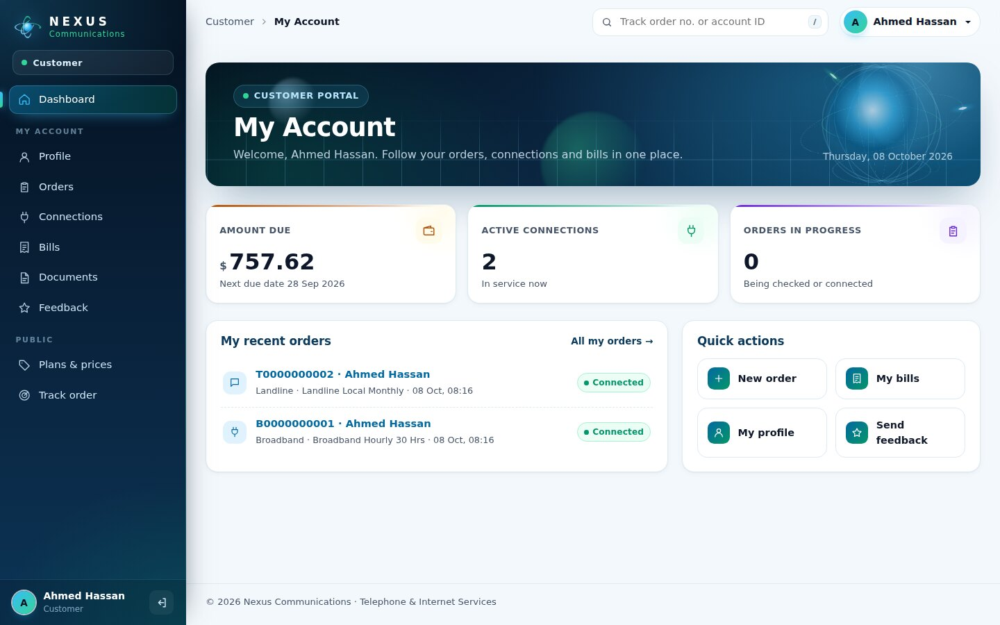 NEXUS
Communications
Customer
Dashboard
MY ACCOUNT
Profile
Orders
Connections
Bills
Documents
Feedback
PUBLIC
Plans & prices
Track order
A
Ahmed Hassan
Customer
Customer > My Account
Track order no. or account ID
/
A
Ahmed Hassan
CUSTOMER PORTAL
My Account
Welcome, Ahmed Hassan. Follow your orders, connections and bills in one place.
Thursday, 08 October 2026
AMOUNT DUE
$ 757.62
Next due date 28 Sep 2026
ACTIVE CONNECTIONS
2
In service now
ORDERS IN PROGRESS
0
Being checked or connected
My recent orders
All my orders →
T0000000002 · Ahmed Hassan
Landline · Landline Local Monthly · 08 Oct, 08:16
Connected
B0000000001 · Ahmed Hassan
Broadband · Broadband Hourly 30 Hrs · 08 Oct, 08:16
Connected
Quick actions
New order
My bills
My profile
Send
feedback
© 2026 Nexus Communications · Telephone & Internet Services